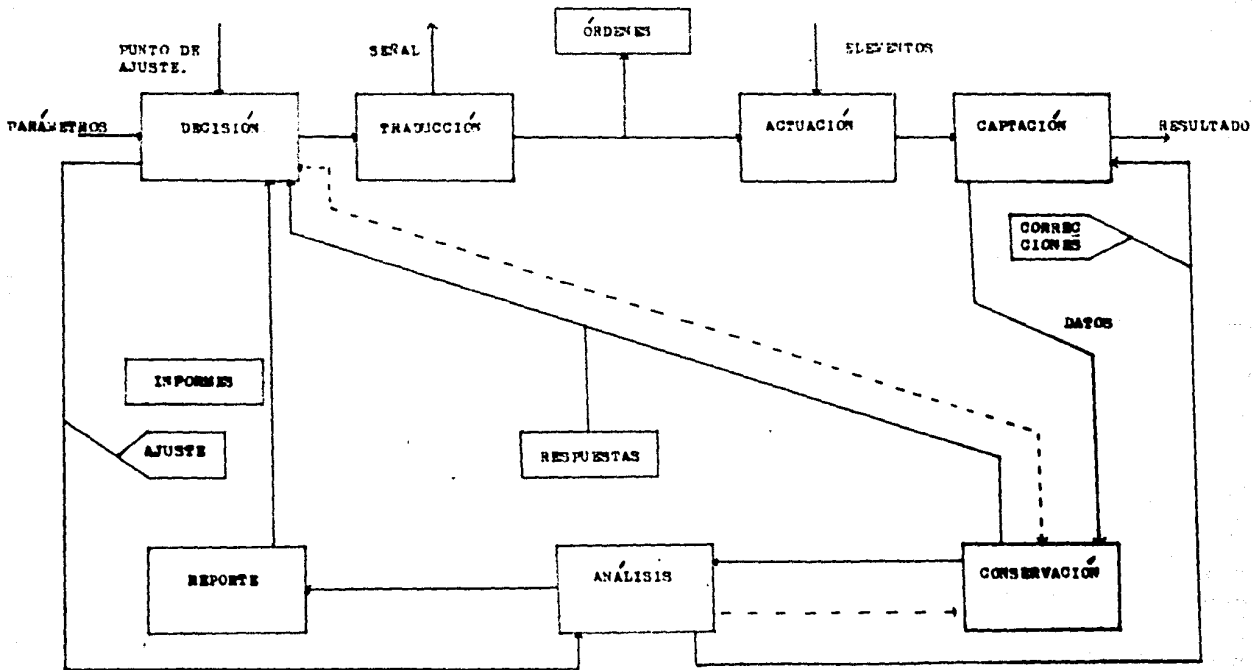 ÓRDENES
PUNTO DE
AJUSTE.
SEÑAL
ELEMENTOS
PARÁMETROS
DECISIÓN
TRADUCCIÓN
ACTUACIÓN
CAPTACIÓN
RESULTADO
CORREC
CIONES
DATOS
INFORMES
AJUSTE
RESPUESTAS
REPORTE
ANÁLISIS
CONSERVACIÓN